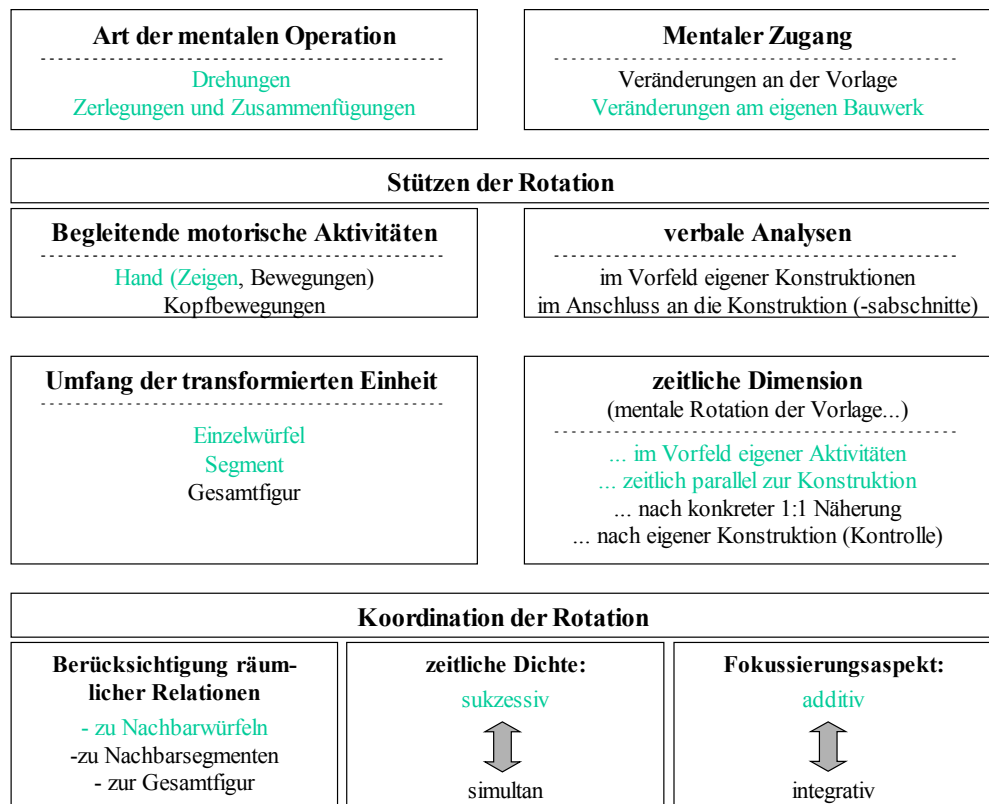 Art der mentalen Operation
Drehungen
Zerlegungen und Zusammenfügungen
Mentaler Zugang
Veränderungen an der Vorlage
Veränderungen am eigenen Bauwerk
Stützen der Rotation
Begleitende motorische Aktivitäten
Hand (Zeigen, Bewegungen)
Kopfbewegungen
verbale Analysen
im Vorfeld eigener Konstruktionen
im Anschluss an die Konstruktion (-sabschnitte)
Umfang der transformierten Einheit
Einzelwürfel
Segment
Gesamtfigur
zeitliche Dimension
(mentale Rotation der Vorlage...)
... im Vorfeld eigener Aktivitäten
... zeitlich parallel zur Konstruktion
... nach konkreter 1:1 Näherung
... nach eigener Konstruktion (Kontrolle)
Koordination der Rotation
Berücksichtigung räum-
licher Relationen
- zu Nachbarwürfeln
-zu Nachbarsegmenten
- zur Gesamtfigur
zeitliche Dichte:
sukzessiv
simultan
Fokussierungsaspekt:
additiv
integrativ